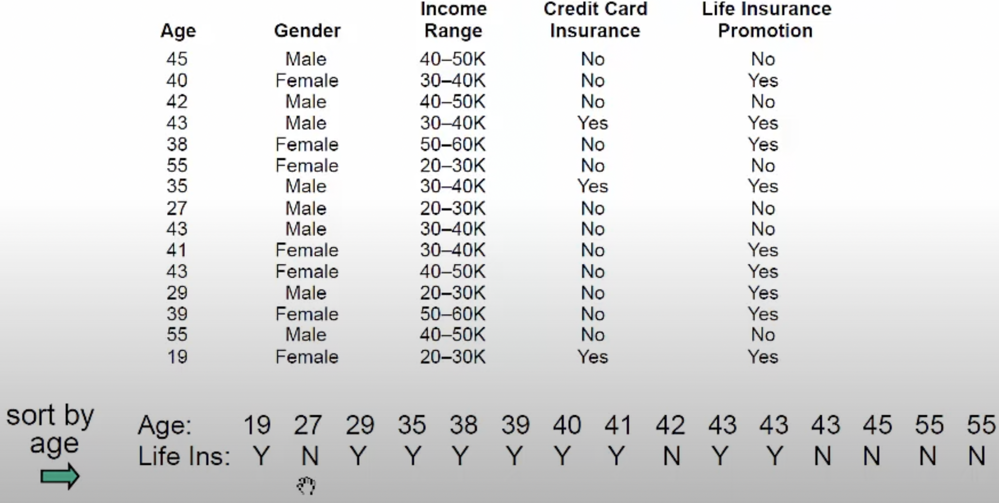 Age Gender Income Range Credit Card Insurance Life Insurance Promotion
45 Male 40–50K No No
40 Female 30–40K No Yes
42 Male 40–50K No No
43 Male 30–40K Yes Yes
38 Female 50–60K No Yes
55 Female 20–30K No No
35 Male 30–40K Yes Yes
27 Male 20–30K No No
43 Male 30–40K No No
41 Female 30–40K No Yes
43 Female 40–50K No Yes
29 Male 20–30K No Yes
39 Female 50–60K No Yes
55 Male 40–50K No No
19 Female 20–30K Yes Yes
sort by
age
Age: 19 27 29 35 38 39 40 41 42 43 43 43 45 55 55
Life Ins: Y N Y Y Y Y Y Y N Y Y N N N N